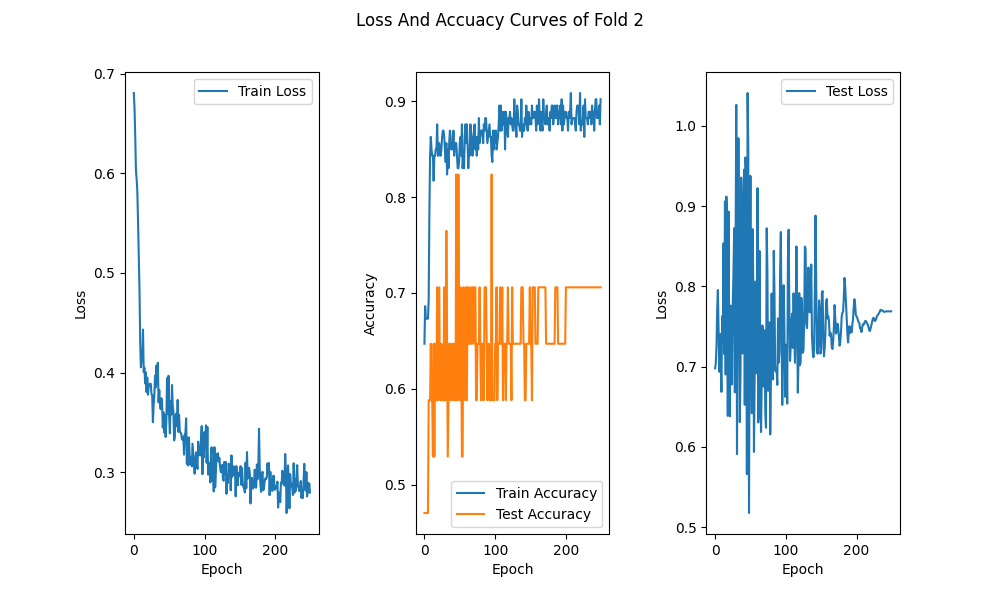 Loss And Accuacy Curves of Fold 2
Train Loss
0.7
0.6
0.5
0.4
0.3
Loss
0
100
200
Epoch
0.9
0.8
0.7
0.6
0.5
Accuracy
Train Accuracy
Test Accuracy
0
100
200
Epoch
Test Loss
1.0
0.9
0.8
0.7
0.6
0.5
Loss
0
100
200
Epoch